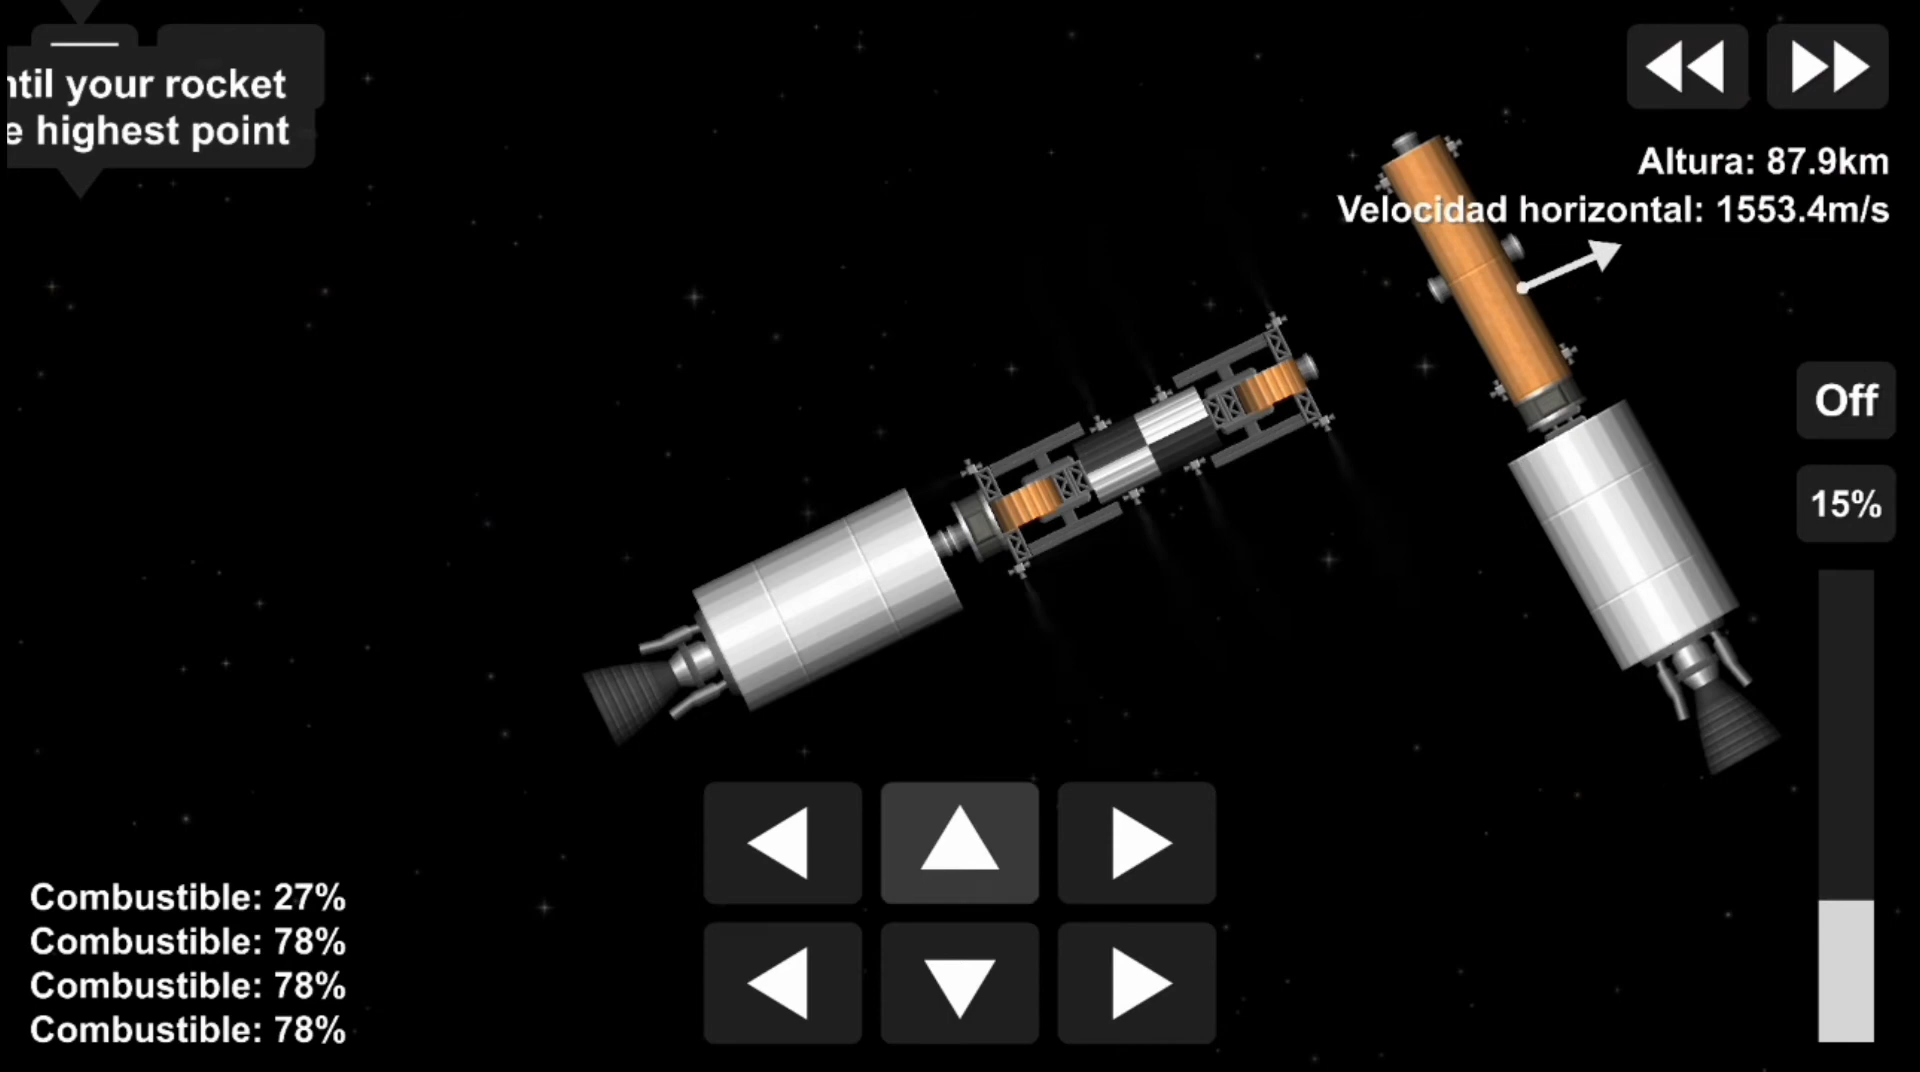 ntil your rocket
e highest point
Altura: 87.9km
Velocidad horizontal: 1553.4m/s
Off
15%
Combustible: 27%
Combustible: 78%
Combustible: 78%
Combustible: 78%